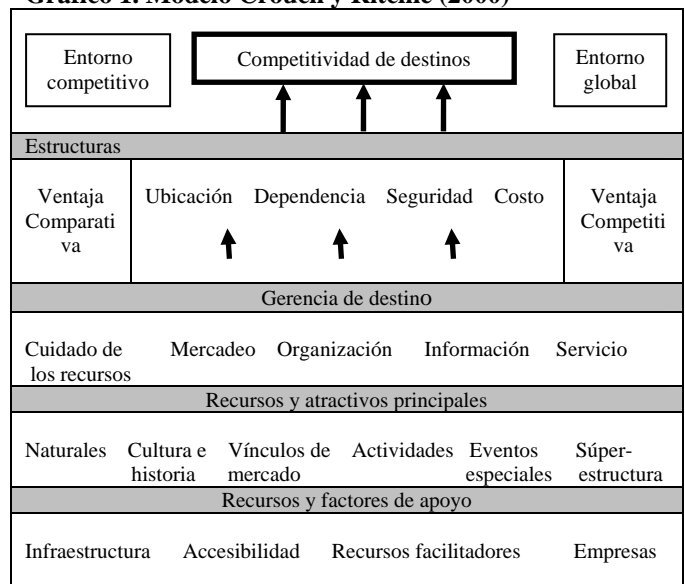 Gráfico 1. Modelo Crouch y Ritchie (2000)
Entorno competitivo
Competitividad de destinos
Entorno global
Estructuras
Ventaja Comparati va
Ubicación Dependencia Seguridad Costo
Ventaja Competiti va
Gerencia de destino
Cuidado de los recursos Mercadeo Organización Información Servicio
Recursos y atractivos principales
Naturales Cultura e historia Vínculos de mercado Actividades Eventos especiales Súper-estructura
Recursos y factores de apoyo
Infraestructura Accesibilidad Recursos facilitadores Empresas